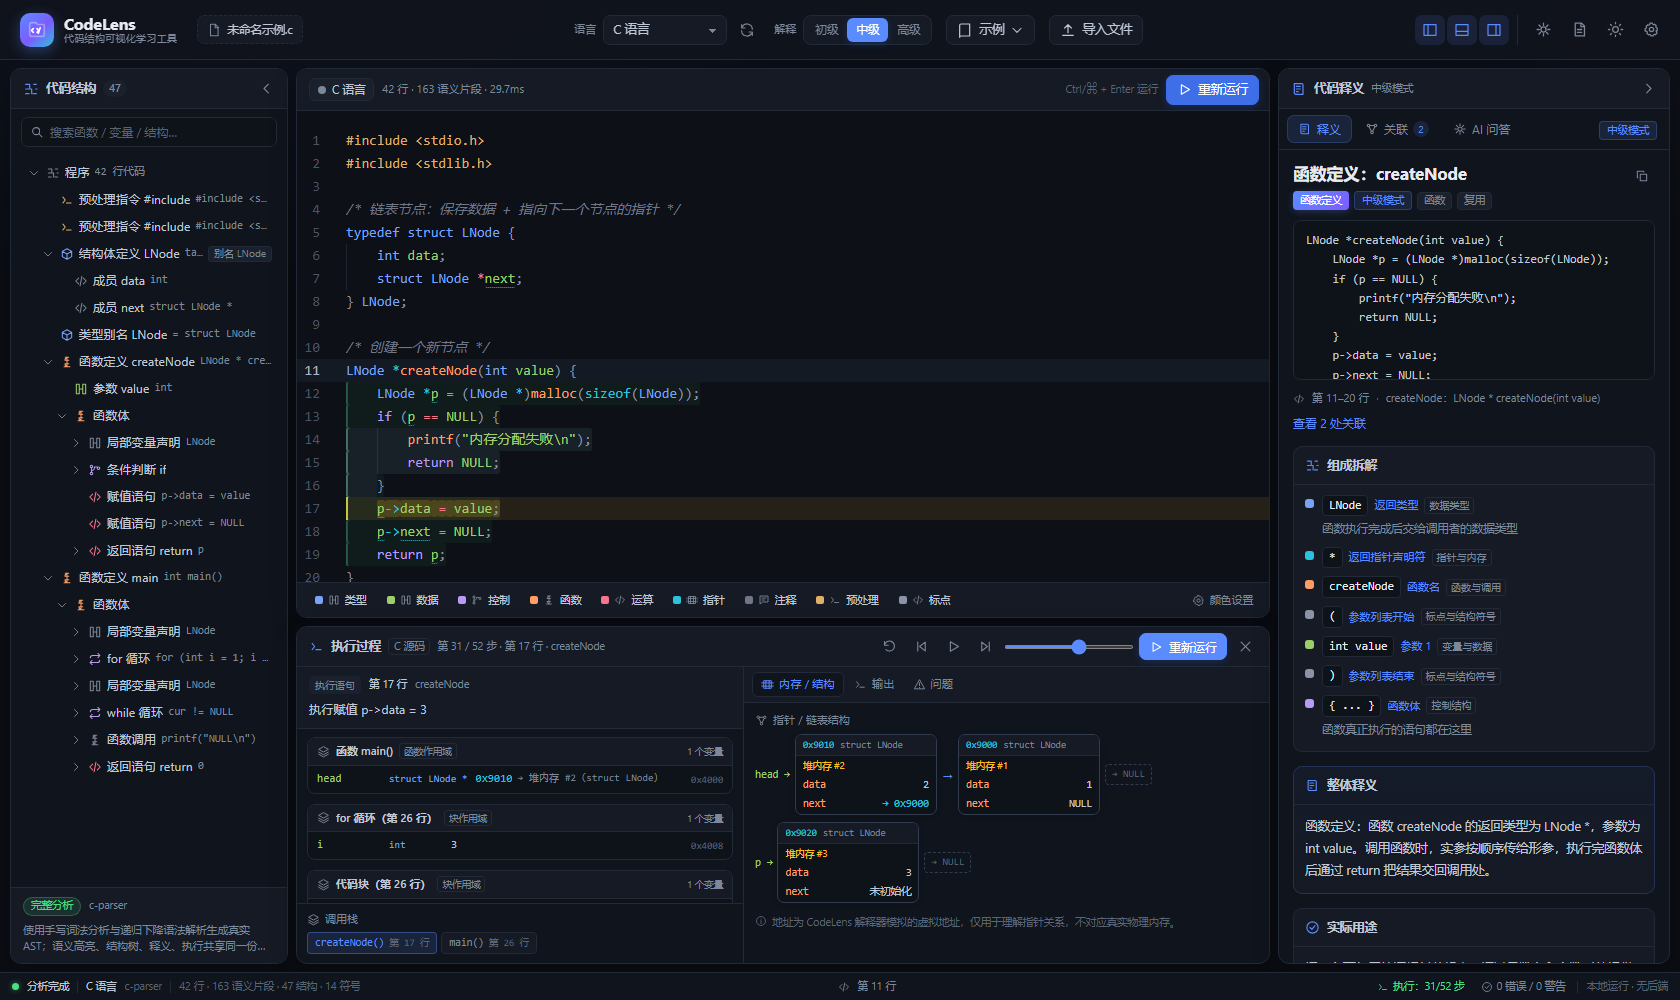 CodeLens
代码结构可视化学习工具
未命名示例.c
语言
C 语言
解释
初级
中级
高级
示例
导入文件
代码结构 47
搜索函数 / 变量 / 结构...
程序 42 行代码
预处理指令 #include #include <s...
预处理指令 #include #include <s...
结构体定义 LNode ta... 别名 LNode
成员 data int
成员 next struct LNode *
类型别名 LNode = struct LNode
函数定义 createNode LNode * cre...
参数 value int
函数体
局部变量声明 LNode
条件判断 if
赋值语句 p->data = value
赋值语句 p->next = NULL
返回语句 return p
函数定义 main int main()
函数体
局部变量声明 LNode
for 循环 for (int i = 1; i ...
局部变量声明 LNode
while 循环 cur != NULL
函数调用 printf("NULL\n")
返回语句 return 0
完整分析 c-parser
使用手写词法分析与递归下降语法解析生成真实
AST；语义高亮、结构树、释义、执行共享同一份...
C 语言 42 行 · 163 语义片段 · 29.7ms
Ctrl/⌘ + Enter 运行
重新运行
1 #include <stdio.h>
2 #include <stdlib.h>
3
4 /* 链表节点: 保存数据 + 指向下一个节点的指针 */
5 typedef struct LNode {
6 int data;
7 struct LNode *next;
8 } LNode;
9
10 /* 创建一个新节点 */
11 LNode *createNode(int value) {
12 LNode *p = (LNode *)malloc(sizeof(LNode));
13 if (p == NULL) {
14 printf("内存分配失败\n");
15 return NULL;
16 }
17 p->data = value;
18 p->next = NULL;
19 return p;
20 }
类型 数据 控制 函数 运算 指针 注释 预处理 标点 颜色设置
执行过程 C 源码 第 31 / 52 步 · 第 17 行 · createNode
重新运行
执行语句 第 17 行 createNode
执行赋值 p->data = 3
函数 main() 函数作用域 1 个变量
head struct LNode * 0x9010 → 堆内存 #2 (struct LNode) 0x4000
for 循环（第 26 行） 块作用域 1 个变量
i int 3 0x4008
代码块（第 26 行） 块作用域 1 个变量
调用栈
createNode() 第 17 行
main() 第 26 行
内存 / 结构
输出
问题
指针 / 链表结构
head →
0x9010 struct LNode
堆内存 #2
data 2
next → 0x9000
→
0x9000 struct LNode
堆内存 #1
data 1
next NULL
→ NULL
p →
0x9020 struct LNode
堆内存 #3
data 3
next 未初始化
→ NULL
地址为 CodeLens 解释器模拟的虚拟地址，仅用于理解指针关系，不对应真实物理内存。
代码释义 中级模式
释义
关联 2
AI 问答
中级模式
函数定义：createNode
函数定义 中级模式 函数 复用
LNode *createNode(int value) {
LNode *p = (LNode *)malloc(sizeof(LNode));
if (p == NULL) {
printf("内存分配失败\n");
return NULL;
}
p->data = value;
p->next = NULL;
第 11–20 行 · createNode：LNode * createNode(int value)
查看 2 处关联
组成拆解
LNode 返回类型 数据类型
函数执行完成后交给调用者的数据类型
* 返回指针声明符 指针与内存
createNode 函数名 函数与调用
( 参数列表开始 标点与结构符号
int value 参数 1 变量与数据
) 参数列表结束 标点与结构符号
{ ... } 函数体 控制结构
函数真正执行的语句都在这里
整体释义
函数定义：函数 createNode 的返回类型为 LNode *，参数为
int value。调用函数时，实参按顺序传给形参，执行完函数体
后通过 return 把结果交回调用处。
实际用途
分析完成 C 语言 c-parser 42 行 · 163 语义片段 · 47 结构 · 14 符号
第 11 行
执行：31/52 步
0 错误 / 0 警告
本地运行 · 无后端